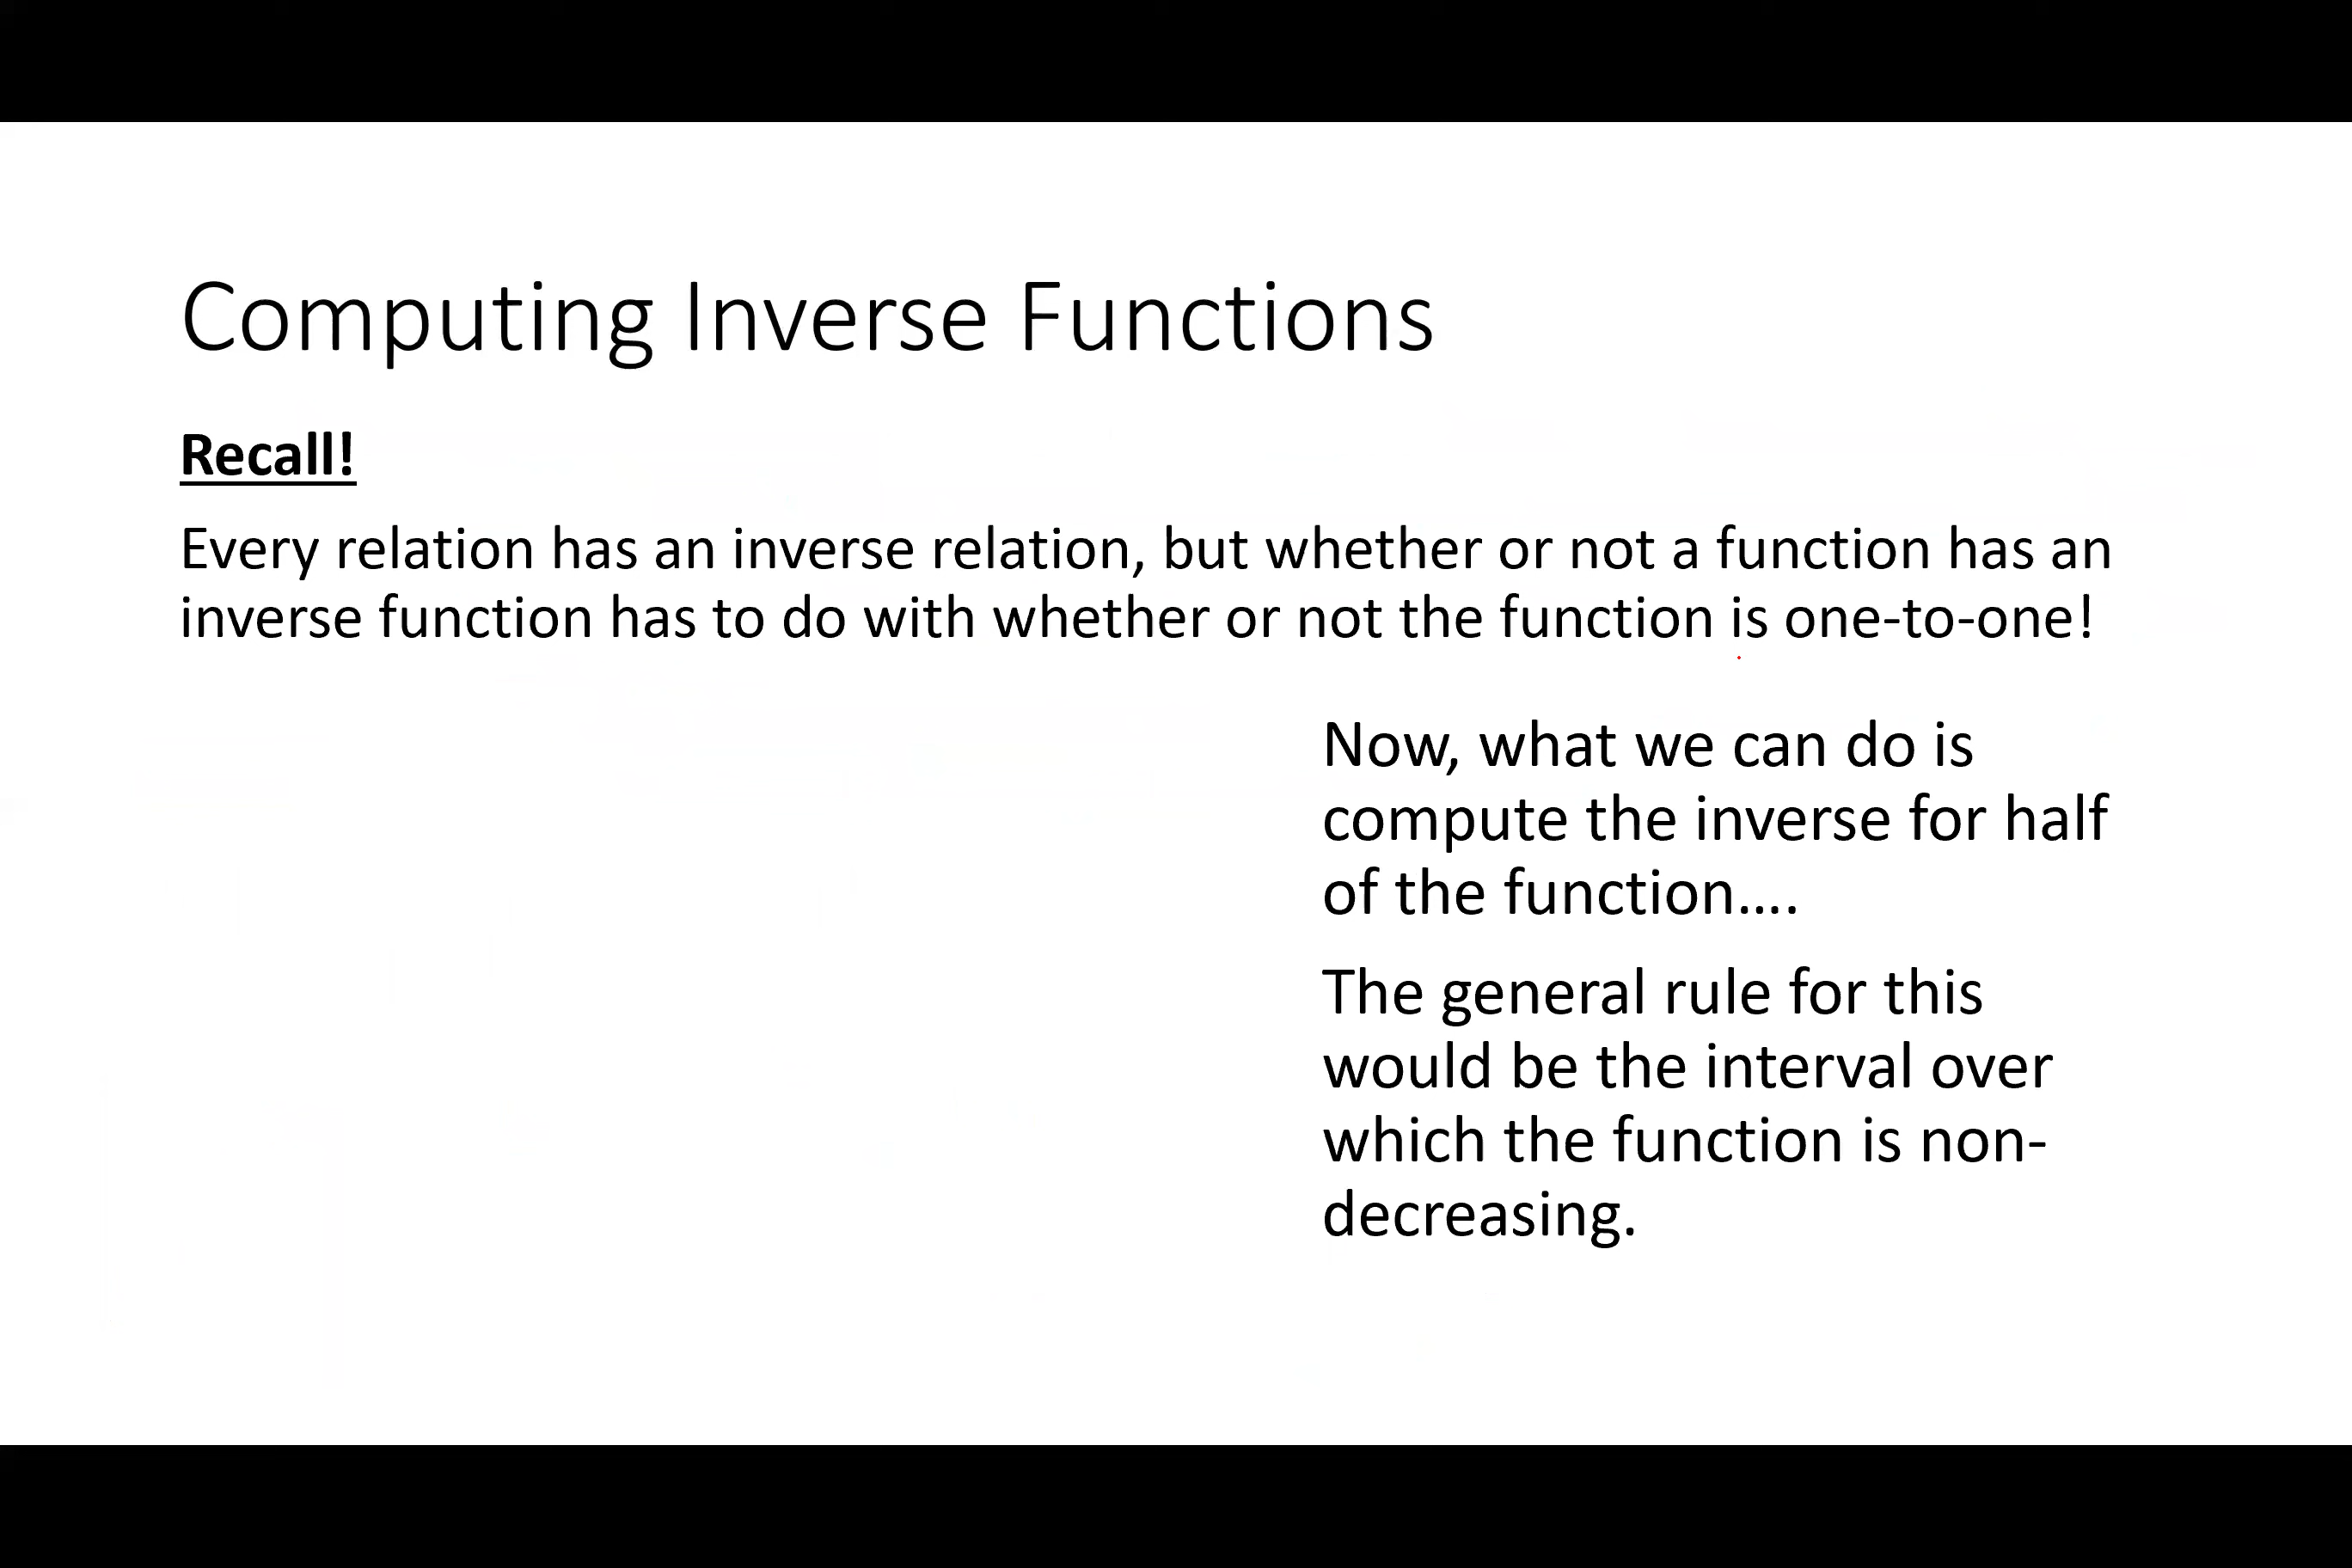 Computing Inverse Functions
Recall!
Every relation has an inverse relation, but whether or not a function has an
inverse function has to do with whether or not the function is one-to-one!
Now, what we can do is
compute the inverse for half
of the function....
The general rule for this
would be the interval over
which the function is non-
decreasing.